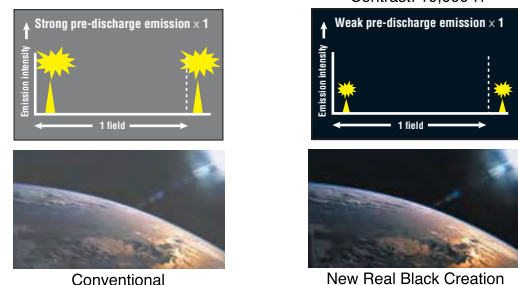 Strong pre-discharge emission x 1
Emission intensity
1 field
Conventional
Weak pre-discharge emission x 1
Emission intensity
1 field
New Real Black Creation